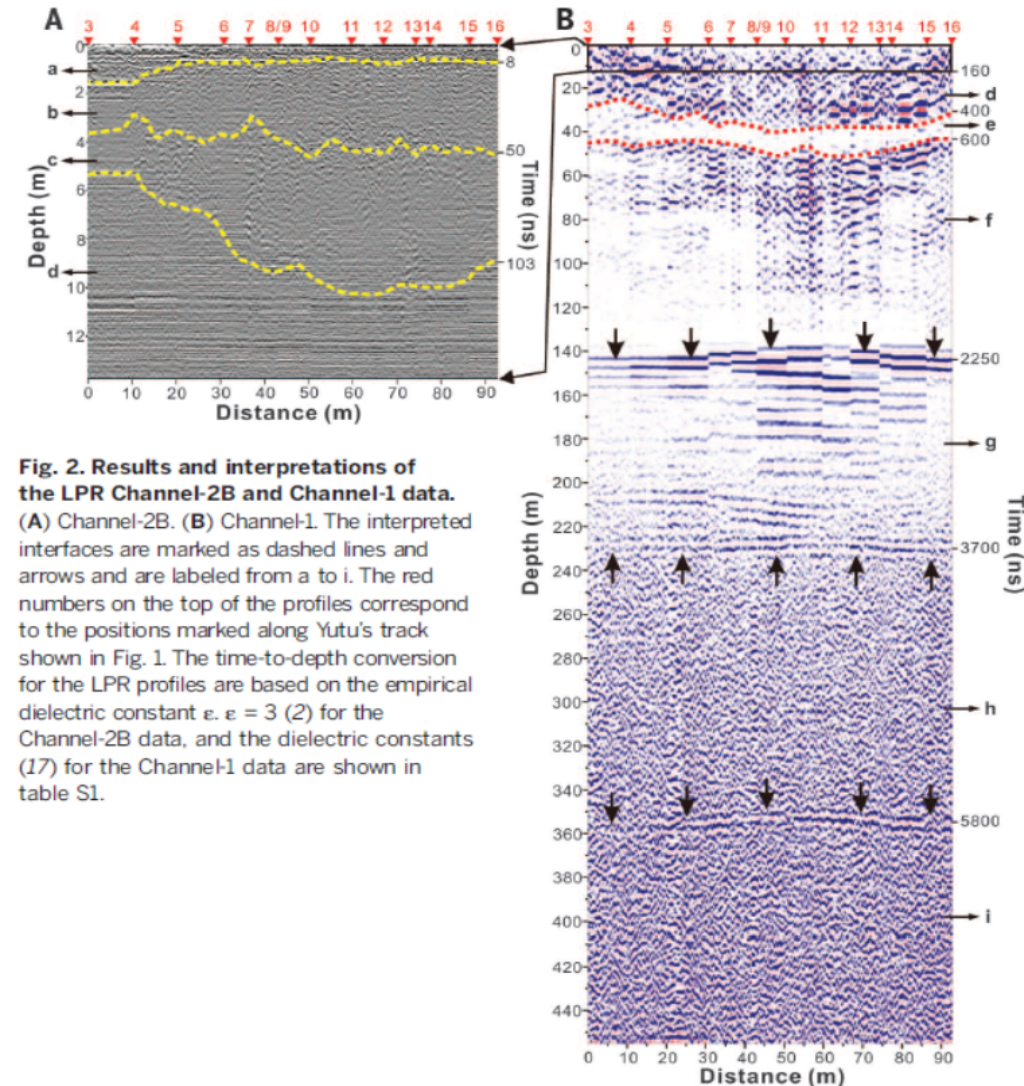 A
B
3 4 5 6 7 8/9 10 11 12 1314 15 16
3 4 5 6 7 8/9 10 11 12 1314 15 16
0
2
4
6
8
10
12
Depth (m)
a
b
c
d
8
50
103
Time (ns)
0 10 20 30 40 50 60 70 80 90
Distance (m)
Fig. 2. Results and interpretations of
the LPR Channel-2B and Channel-1 data.
(A) Channel-2B. (B) Channel-1. The interpreted
interfaces are marked as dashed lines and
arrows and are labeled from a to i. The red
numbers on the top of the profiles correspond
to the positions marked along Yutu's track
shown in Fig. 1. The time-to-depth conversion
for the LPR profiles are based on the empirical
dielectric constant ε. ε = 3 (2) for the
Channel-2B data, and the dielectric constants
(17) for the Channel-1 data are shown in
table S1.
0
20
40
60
80
100
120
140
160
180
200
220
240
260
280
300
320
340
360
380
400
420
440
Depth (m)
160
d
400
e
600
f
2250
g
3700
h
5800
i
Time (ns)
0 10 20 30 40 50 60 70 80 90
Distance (m)